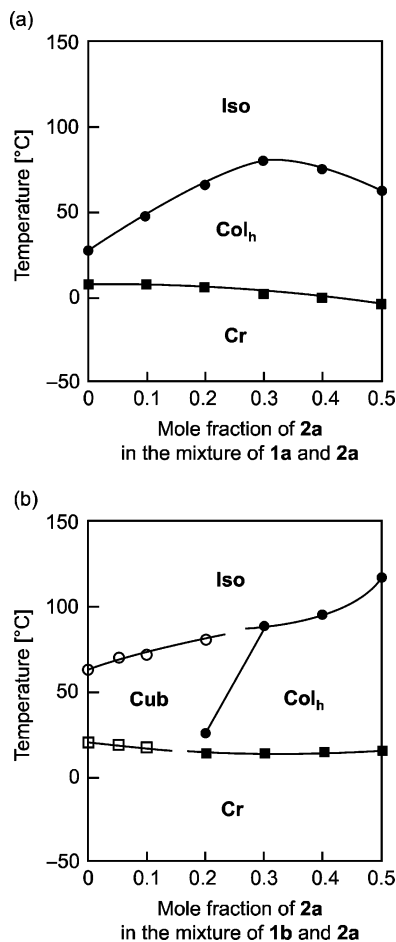 (a)
150
100
50
0
–50
Temperature [°C]
Iso
Colh
Cr
0 0.1 0.2 0.3 0.4 0.5
Mole fraction of 2a
in the mixture of 1a and 2a
(b)
150
100
50
0
–50
Temperature [°C]
Iso
Cub
Colh
Cr
0 0.1 0.2 0.3 0.4 0.5
Mole fraction of 2a
in the mixture of 1b and 2a